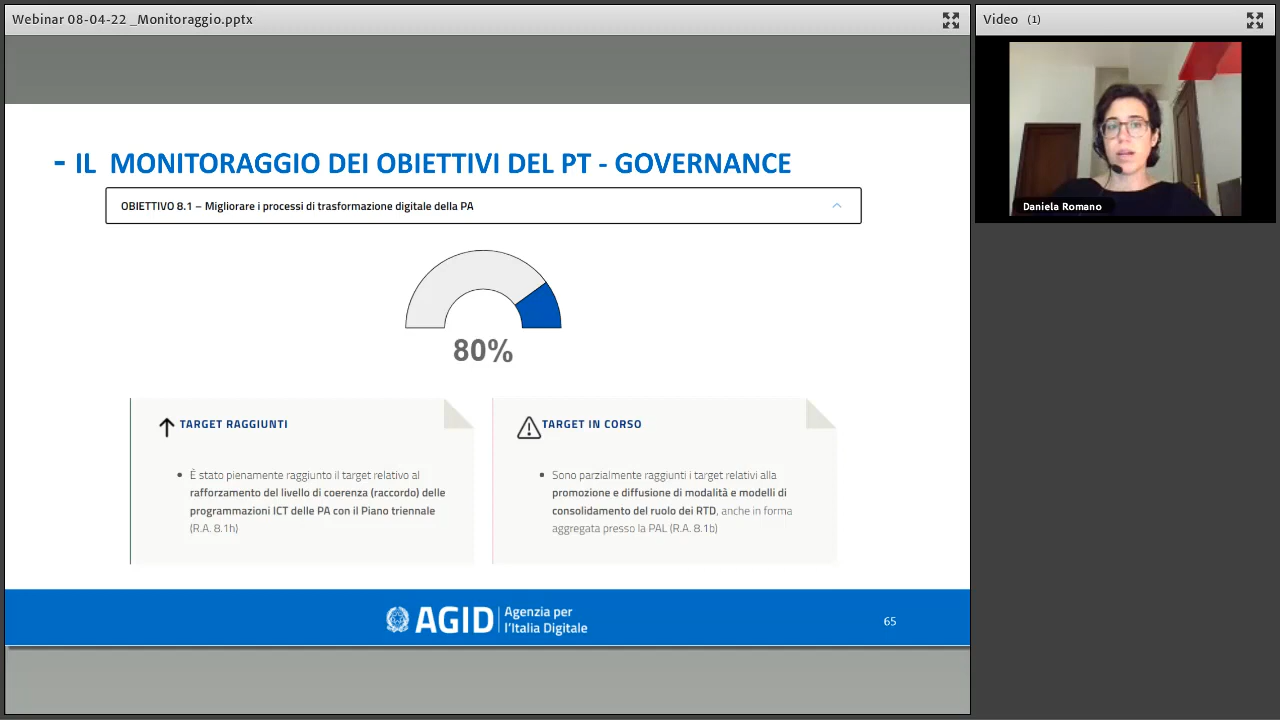 Webinar 08-04-22 _Monitoraggio.pptx
Video (1)
Daniela Romano
- IL MONITORAGGIO DEI OBIETTIVI DEL PT - GOVERNANCE
OBIETTIVO 8.1 – Migliorare i processi di trasformazione digitale della PA
80%
TARGET RAGGIUNTI
• È stato pienamente raggiunto il target relativo al
rafforzamento del livello di coerenza (raccordo) delle
programmazioni ICT delle PA con il Piano triennale
(R.A. 8.1h)
TARGET IN CORSO
• Sono parzialmente raggiunti i target relativi alla
promozione e diffusione di modalità e modelli di
consolidamento del ruolo dei RTD, anche in forma
aggregata presso la PAL (R.A. 8.1b)
AGID
Agenzia per
l'Italia Digitale
65